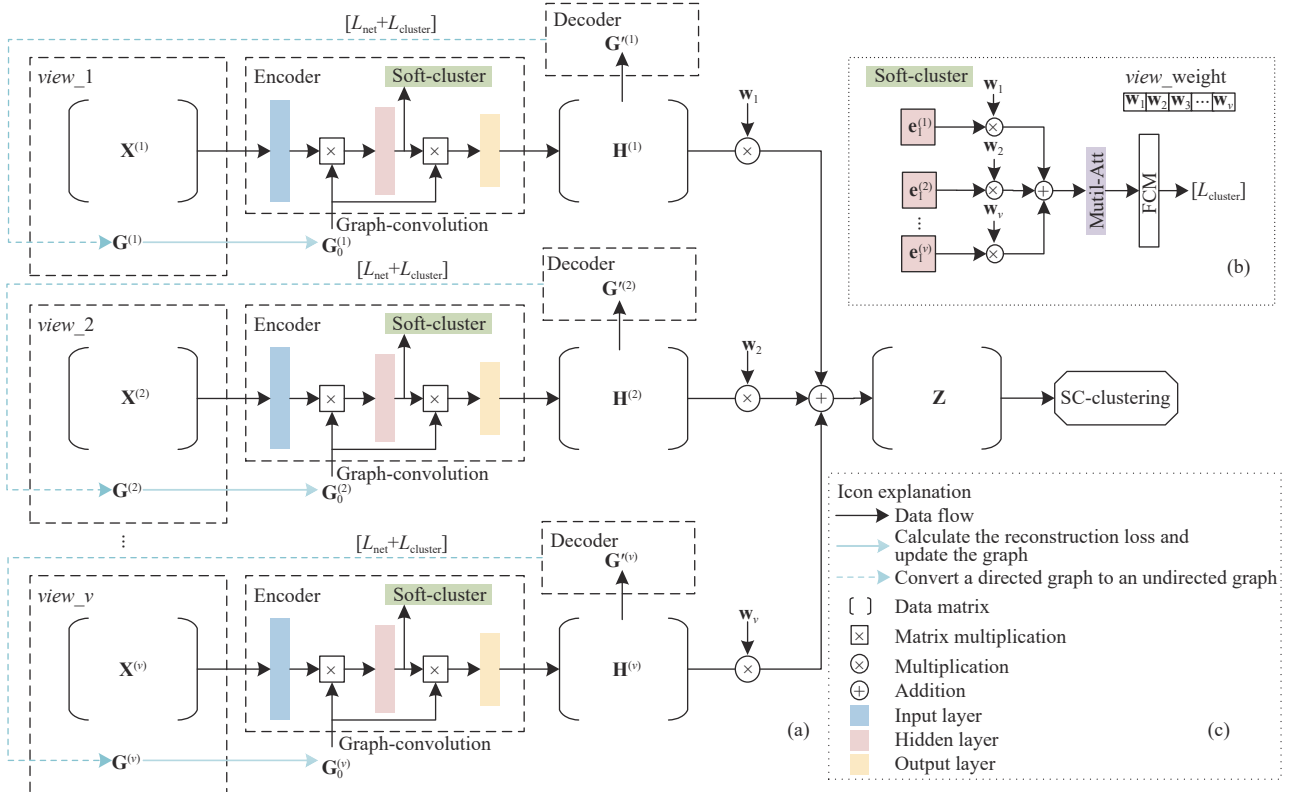 [L_net+L_cluster]
Decoder
G′^(1)
view_1
Encoder
Soft-cluster
X^(1)
×
×
H^(1)
w_1
×
Graph-convolution
G^(1)
G_0^(1)
[L_net+L_cluster]
Decoder
G′^(2)
view_2
Encoder
Soft-cluster
X^(2)
×
×
H^(2)
w_2
×
+
Z
SC-clustering
Graph-convolution
G^(2)
G_0^(2)
⋮
[L_net+L_cluster]
Decoder
G′^(v)
view_v
Encoder
Soft-cluster
X^(v)
×
×
H^(v)
w_v
×
Graph-convolution
G^(v)
G_0^(v)
(a)
Soft-cluster
view_weight
w_1 w_2 w_3 ⋯ w_v
w_1
e_1^(1)
×
w_2
e_1^(2)
×
+
Mutil-Att
FCM
[L_cluster]
⋮
w_v
e_1^(v)
×
(b)
Icon explanation
Data flow
Calculate the reconstruction loss and
update the graph
Convert a directed graph to an undirected graph
Data matrix
× Matrix multiplication
× Multiplication
+ Addition
Input layer
Hidden layer
Output layer
(c)